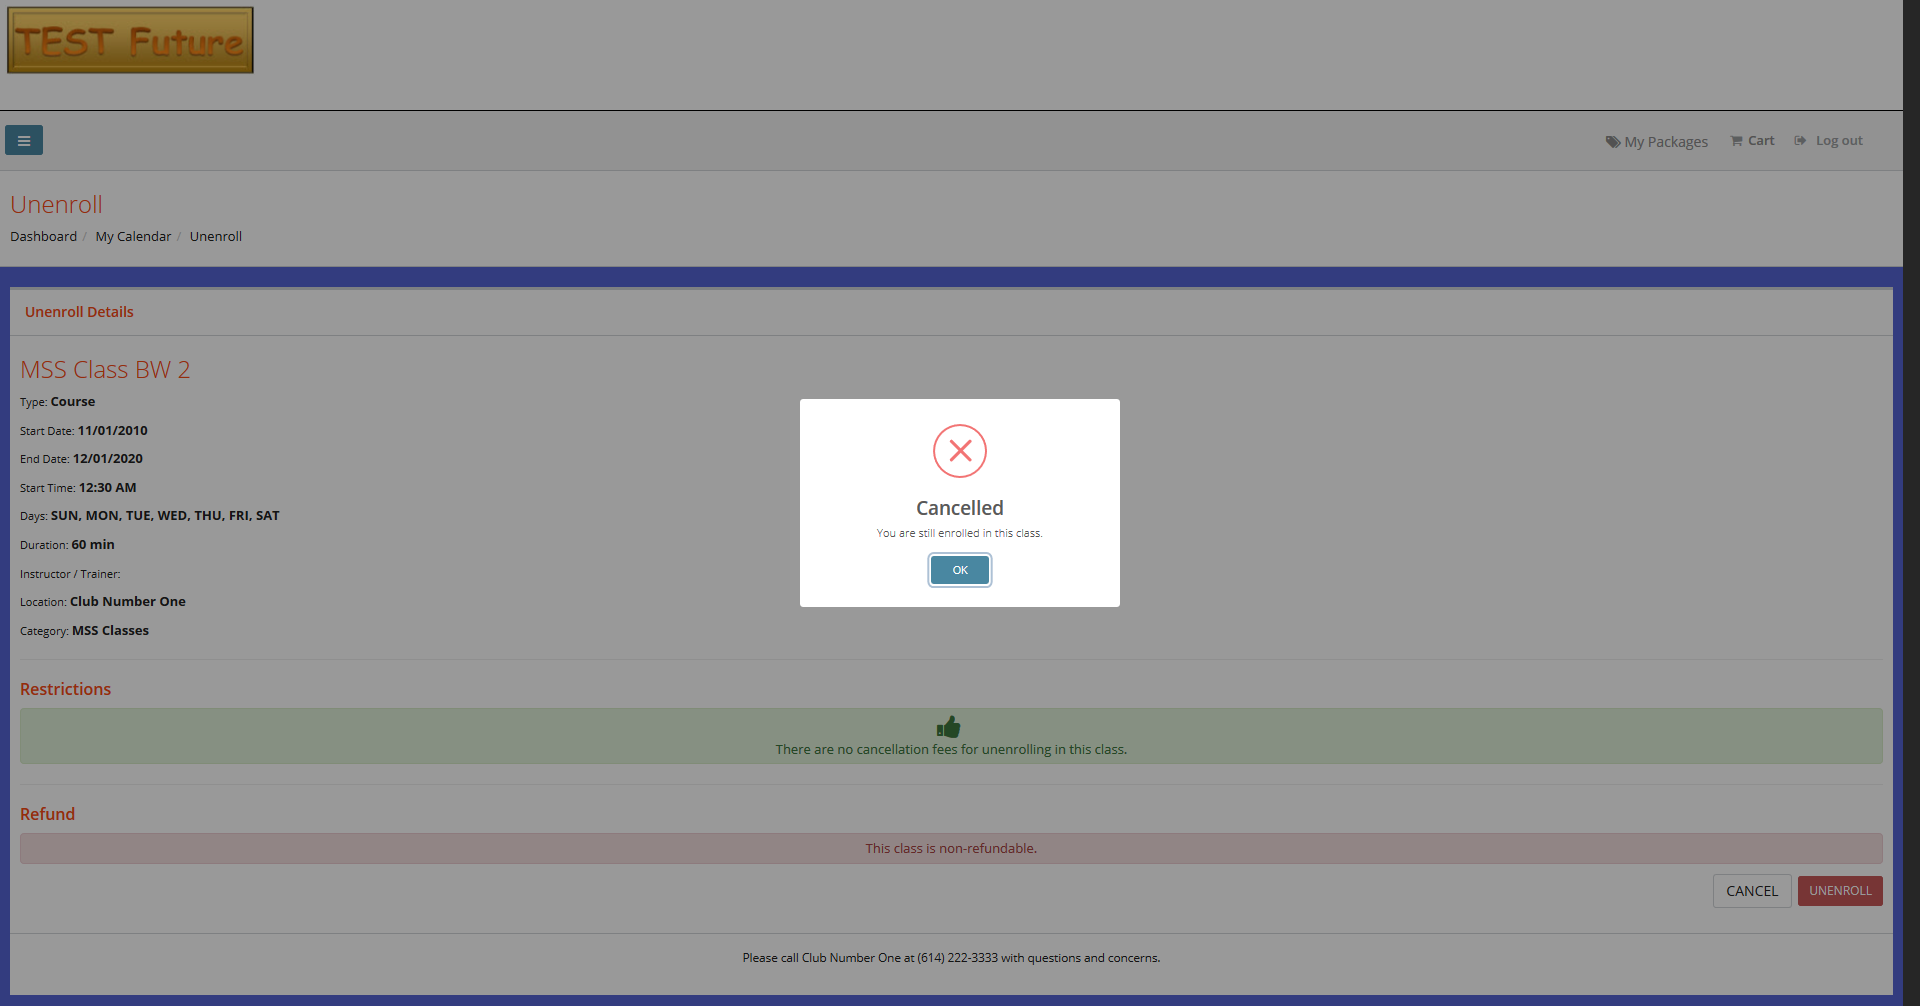 TEST Future
My Packages
Cart
Log out
Unenroll
Dashboard / My Calendar / Unenroll
Unenroll Details
MSS Class BW 2
Type: Course
Start Date: 11/01/2010
End Date: 12/01/2020
Start Time: 12:30 AM
Days: SUN, MON, TUE, WED, THU, FRI, SAT
Duration: 60 min
Instructor / Trainer:
Location: Club Number One
Category: MSS Classes
Cancelled
You are still enrolled in this class.
OK
Restrictions
There are no cancellation fees for unenrolling in this class.
Refund
This class is non-refundable.
CANCEL
UNENROLL
Please call Club Number One at (614) 222-3333 with questions and concerns.